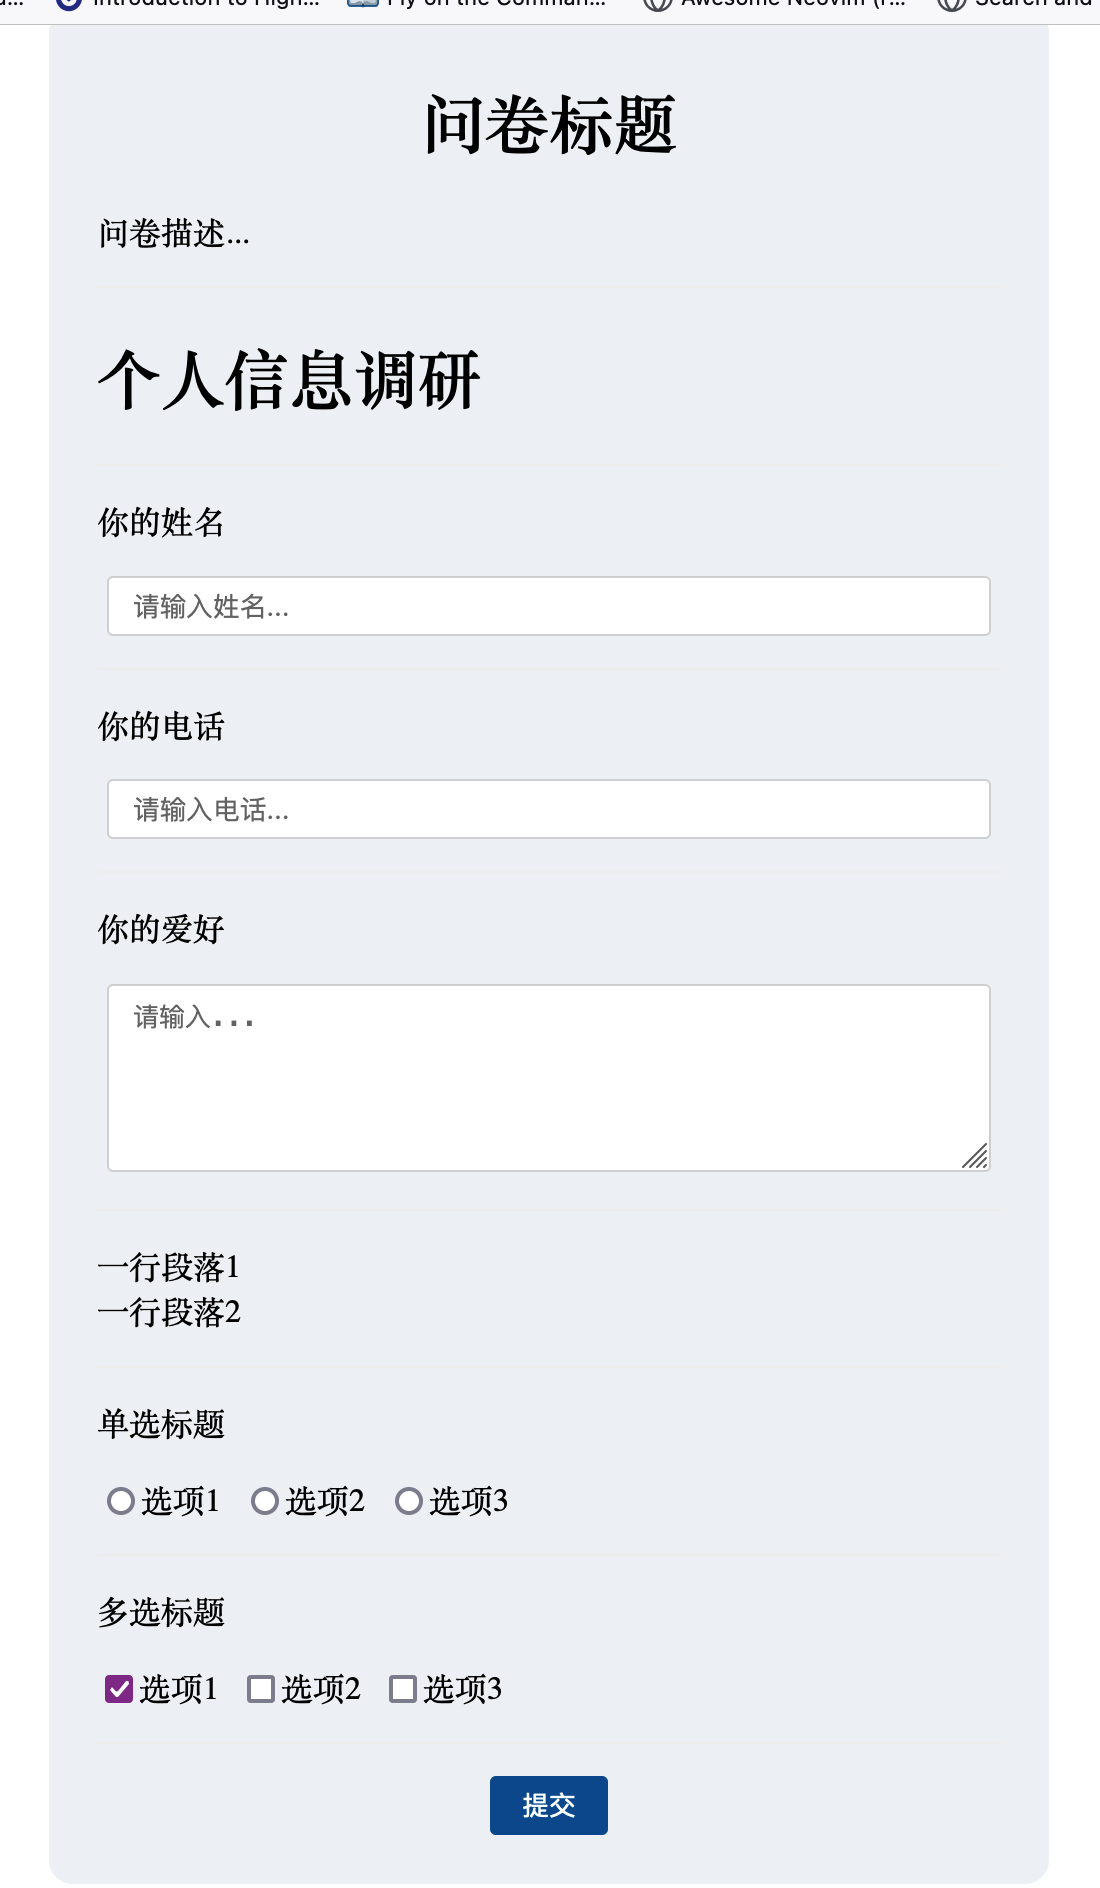 Introduction to High...
Fly on the Comman...
Awesome Neovim (r...
Search and
问卷标题
问卷描述...
个人信息调研
你的姓名
请输入姓名...
你的电话
请输入电话...
你的爱好
请输入...
一行段落1
一行段落2
单选标题
选项1 选项2 选项3
多选标题
选项1 选项2 选项3
提交